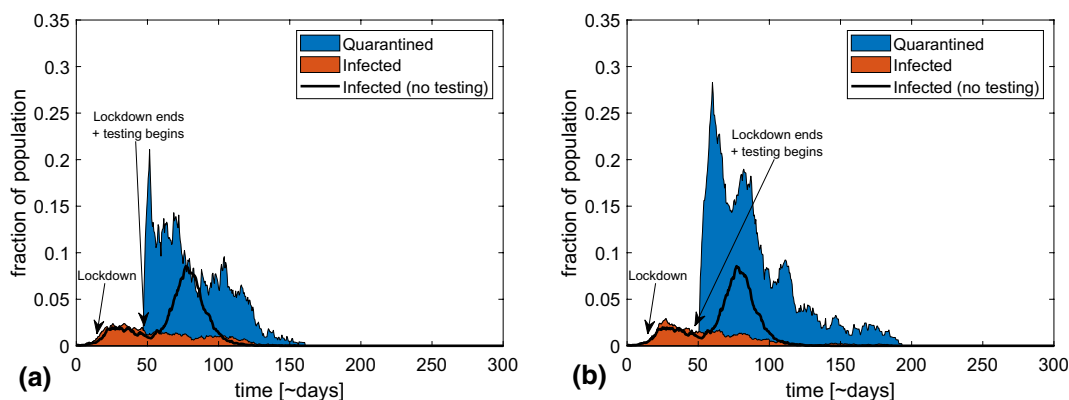 0.35
0.3
0.25
0.2
0.15
0.1
0.05
0
fraction of population
Quarantined
Infected
Infected (no testing)
Lockdown ends
+ testing begins
Lockdown
0 50 100 150 200 250 300
time [~days]
(a)
0.35
0.3
0.25
0.2
0.15
0.1
0.05
0
fraction of population
Quarantined
Infected
Infected (no testing)
Lockdown ends
+ testing begins
Lockdown
0 50 100 150 200 250 300
time [~days]
(b)